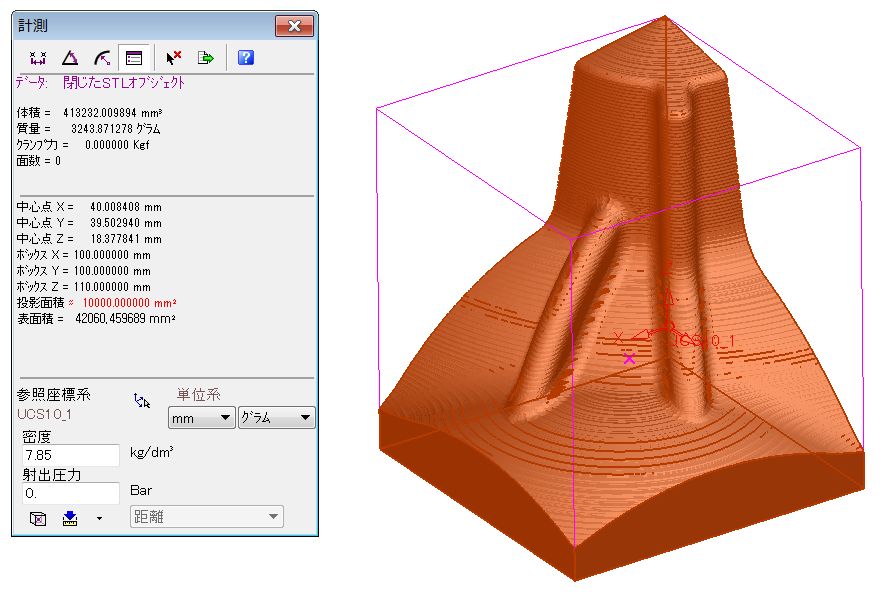 計測
データ: 閉じたSTLオブジェクト
体積 = 413232.009894 mm³
質量 = 3243.871278 グラム
クランプ力 = 0.000000 Kgf
面数 = 0
中心点 X = 40.008408 mm
中心点 Y = 39.502940 mm
中心点 Z = 18.377841 mm
ボックス X = 100.000000 mm
ボックス Y = 100.000000 mm
ボックス Z = 110.000000 mm
投影面積 = 10000.000000 mm²
表面積 = 42060,459689 mm²
参照座標系
単位系
UCS10_1
mm
グラム
密度
7.85
kg/dm³
射出圧力
0.
Bar
距離
X
UCS10_1